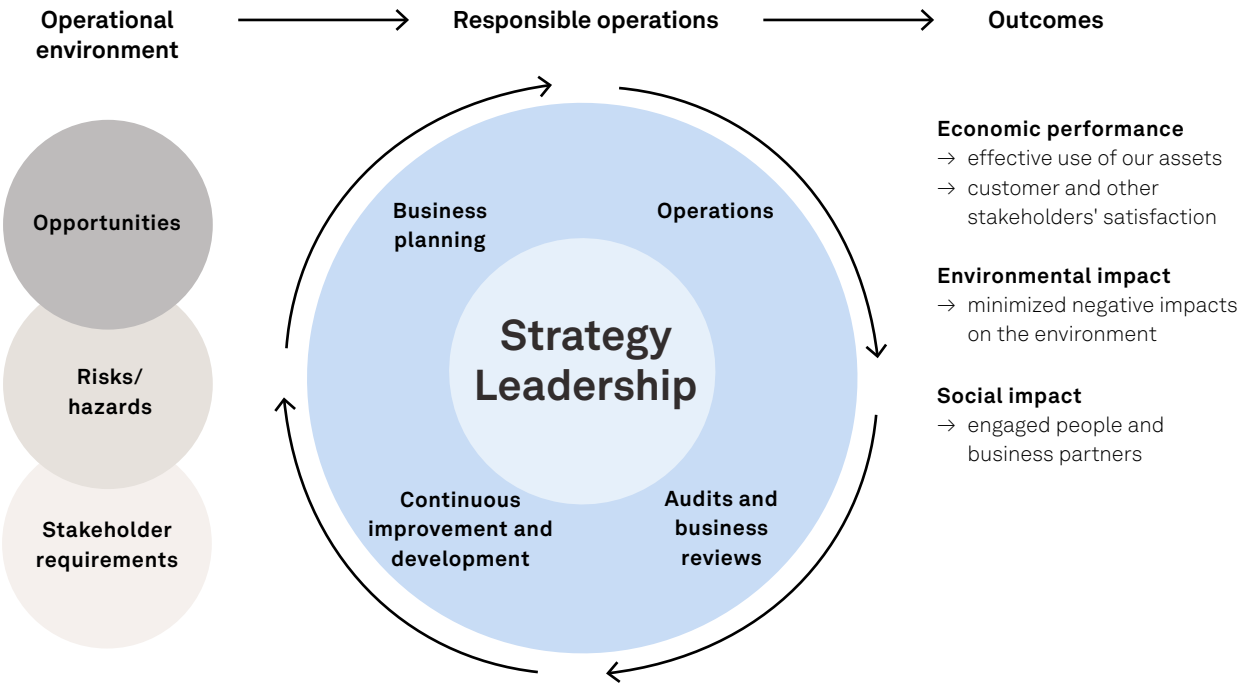 Operational
environment
Responsible operations
Outcomes
Opportunities
Risks/
hazards
Stakeholder
requirements
Business
planning
Operations
Strategy
Leadership
Continuous
improvement and
development
Audits and
business
reviews
Economic performance
→ effective use of our assets
→ customer and other
stakeholders' satisfaction
Environmental impact
→ minimized negative impacts
on the environment
Social impact
→ engaged people and
business partners